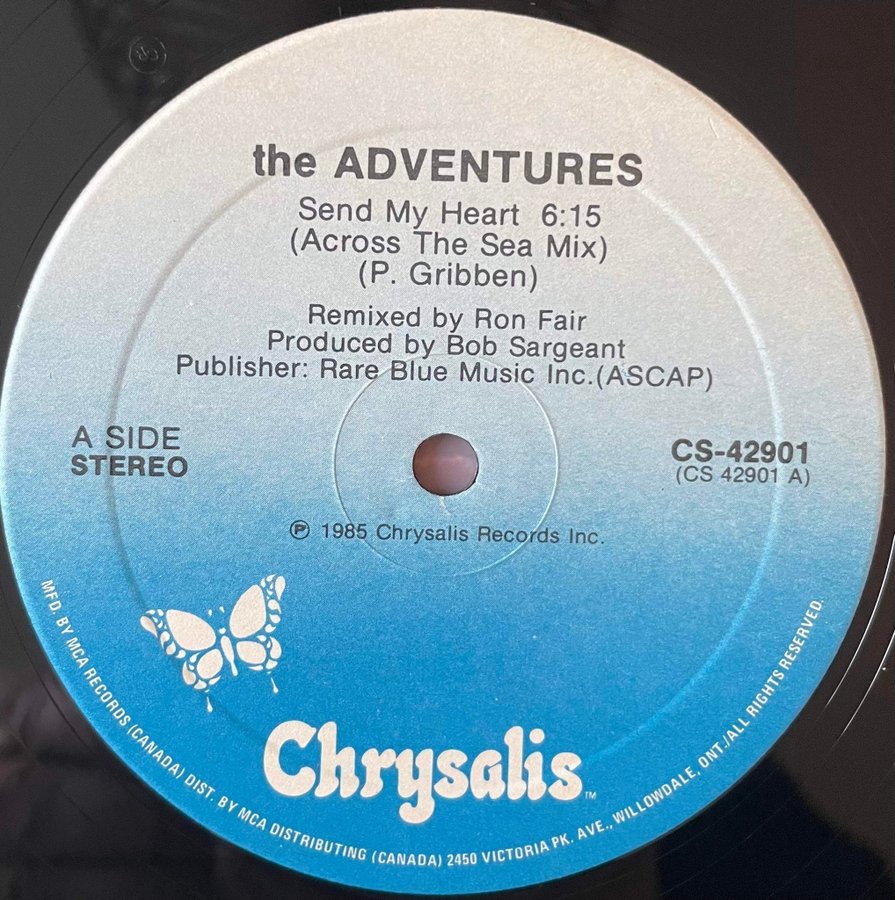 the ADVENTURES
Send My Heart 6:15
(Across The Sea Mix)
(P. Gribben)
Remixed by Ron Fair
Produced by Bob Sargeant
Publisher: Rare Blue Music Inc.(ASCAP)
A SIDE
STEREO
CS-42901
(CS 42901 A)
℗ 1985 Chrysalis Records Inc.
Chrysalis™
MFD. BY MCA RECORDS (CANADA) DIST. BY MCA DISTRIBUTING (CANADA) 2450 VICTORIA PK. AVE., WILLOWDALE, ONT./ALL RIGHTS RESERVED.